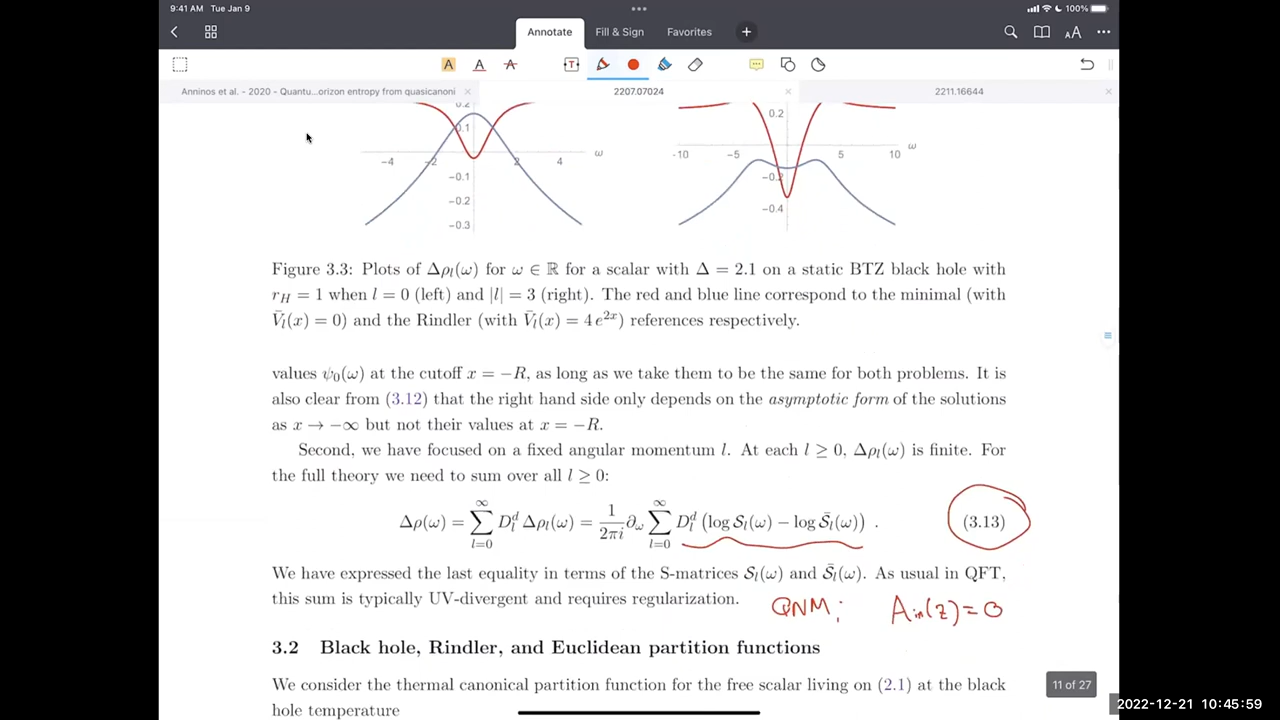 9:41 AM Tue Jan 9
100%
Annotate
Fill & Sign
Favorites
Anninos et al. - 2020 - Quantu...orizon entropy from quasicanoni
2207.07024
2211.16644
0.2
0.1
−4
−2
2
4
ω
−0.1
−0.2
−0.3
0.2
-10
−5
5
10
ω
−0.2
−0.4
Figure 3.3: Plots of Δρ_l(ω) for ω ∈ ℝ for a scalar with Δ = 2.1 on a static BTZ black hole with
r_H = 1 when l = 0 (left) and |l| = 3 (right). The red and blue line correspond to the minimal (with
V̄_l(x) = 0) and the Rindler (with V̄_l(x) = 4 e^{2x}) references respectively.
values ψ_0(ω) at the cutoff x = −R, as long as we take them to be the same for both problems. It is
also clear from (3.12) that the right hand side only depends on the asymptotic form of the solutions
as x → −∞ but not their values at x = −R.
Second, we have focused on a fixed angular momentum l. At each l ≥ 0, Δρ_l(ω) is finite. For
the full theory we need to sum over all l ≥ 0:
Δρ(ω) = ∑_{l=0}^{∞} D_l^d Δρ_l(ω) = \frac{1}{2πi} ∂_ω ∑_{l=0}^{∞} D_l^d (log S_l(ω) − log S̄_l(ω)) . (3.13)
We have expressed the last equality in terms of the S-matrices S_l(ω) and S̄_l(ω). As usual in QFT,
this sum is typically UV-divergent and requires regularization.
QNM: A_in(z)=0
3.2 Black hole, Rindler, and Euclidean partition functions
We consider the thermal canonical partition function for the free scalar living on (2.1) at the black
hole temperature
11 of 27
2022-12-21 10:45:59